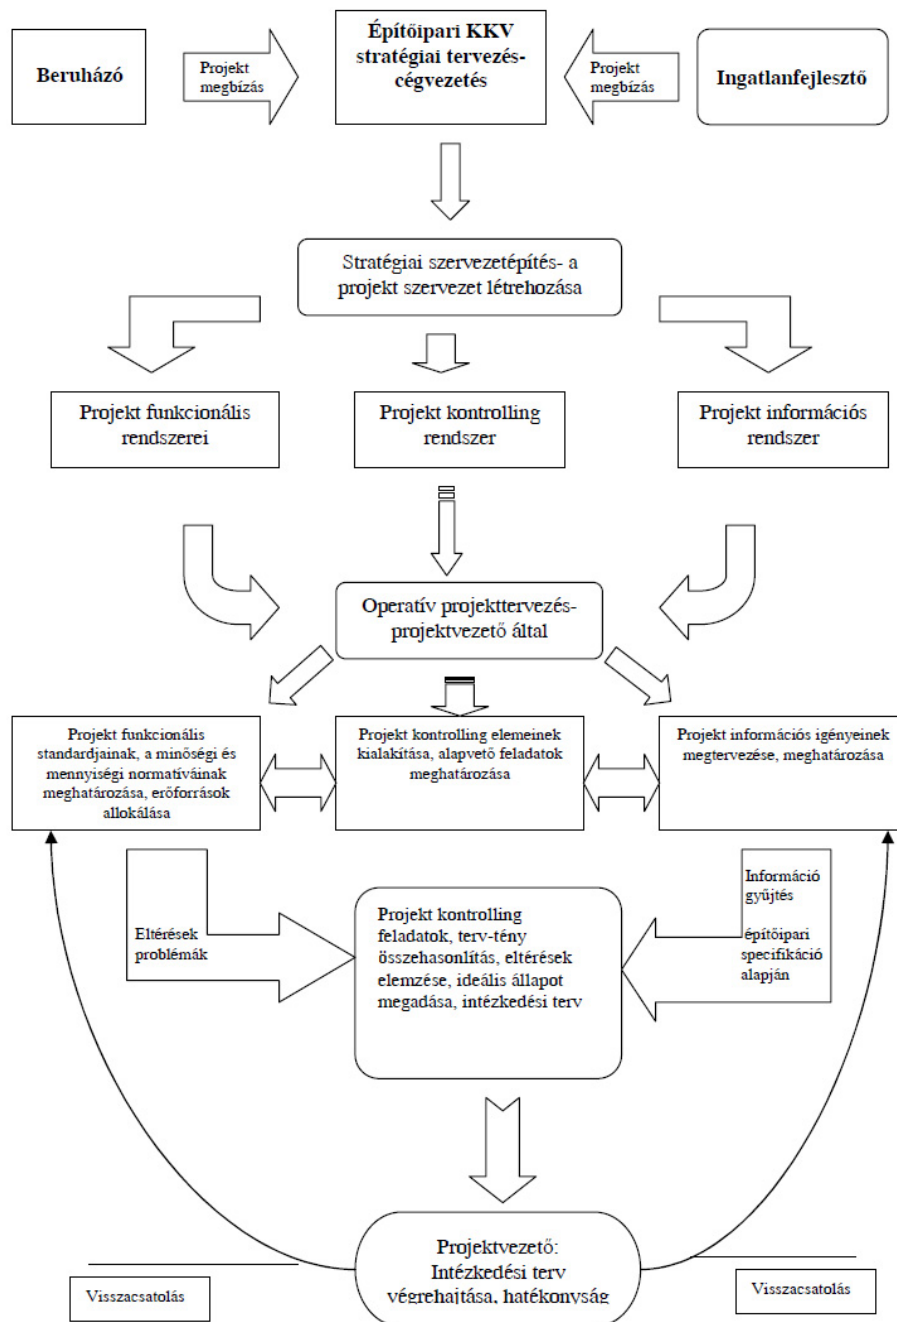 Beruházó
Projekt
megbízás
Építőipari KKV
stratégiai tervezés-
cégvezetés
Projekt
megbízás
Ingatlanfejlesztő
Stratégiai szervezetépítés- a
projekt szervezet létrehozása
Projekt funkcionális
rendszerei
Projekt kontrolling
rendszer
Projekt információs
rendszer
Operatív projekttervezés-
projektvezető által
Projekt funkcionális
standardjainak, a minőségi és
mennyiségi normatíváinak
meghatározása, erőforrások
allokálása
Projekt kontrolling elemeinek
kialakítása, alapvető feladatok
meghatározása
Projekt információs igényeinek
megtervezése, meghatározása
Eltérések
problémák
Projekt kontrolling
feladatok, terv-tény
összehasonlítás, eltérések
elemzése, ideális állapot
megadása, intézkedési terv
Információ
gyűjtés
építőipari
specifikáció
alapján
Projektvezető:
Intézkedési terv
végrehajtása, hatékonyság
Visszacsatolás
Visszacsatolás